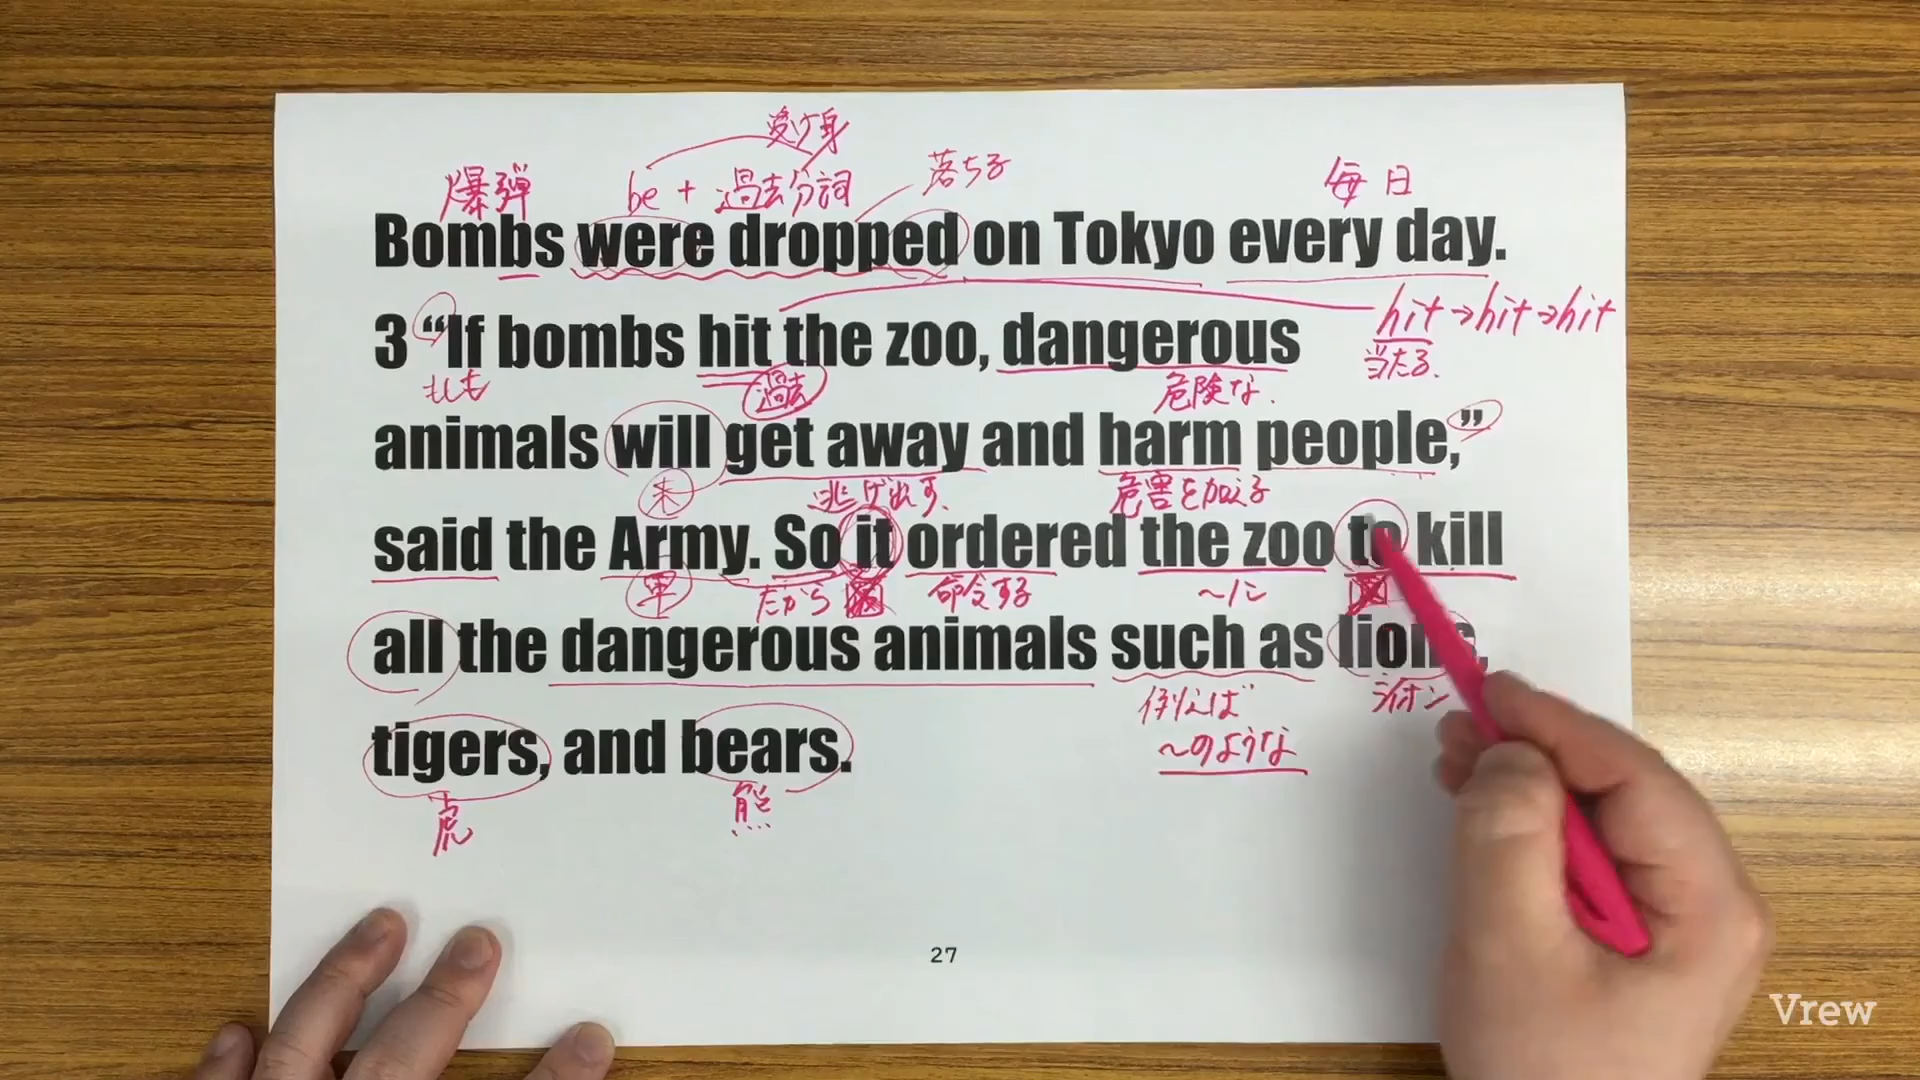 受け身
爆弾 be + 過去分詞 落ちる 毎日
Bombs were dropped on Tokyo every day.
hit→hit→hit
3 “If bombs hit the zoo, dangerous
もしも 過去 危険な. 当たる.
animals will get away and harm people,”
未 逃げ出す. 危害を加える
said the Army. So it ordered the zoo to kill
軍 だから 命令する 〜に
all the dangerous animals such as lions,
例えば ライオン
〜のような
tigers, and bears.
虎 熊
27
Vrew